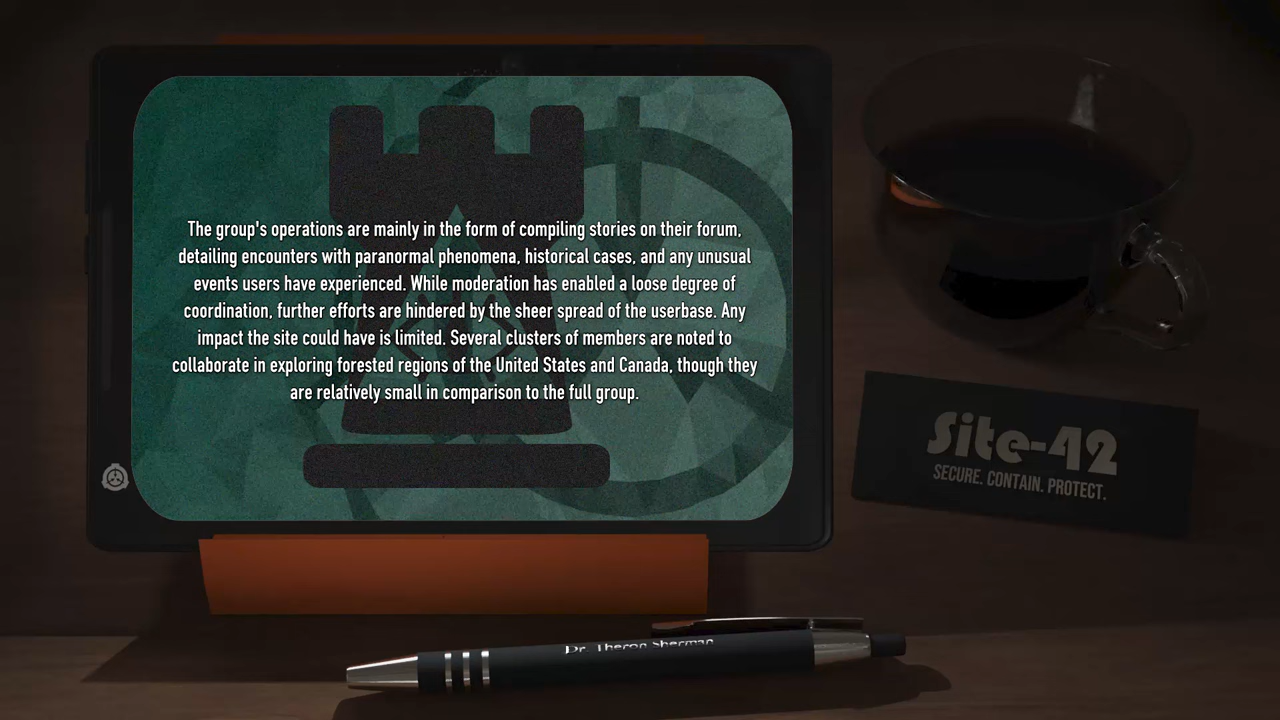 The group's operations are mainly in the form of compiling stories on their forum,
detailing encounters with paranormal phenomena, historical cases, and any unusual
events users have experienced. While moderation has enabled a loose degree of
coordination, further efforts are hindered by the sheer spread of the userbase. Any
impact the site could have is limited. Several clusters of members are noted to
collaborate in exploring forested regions of the United States and Canada, though they
are relatively small in comparison to the full group.
Site-42
SECURE. CONTAIN. PROTECT.
Dr. Theron Sherman